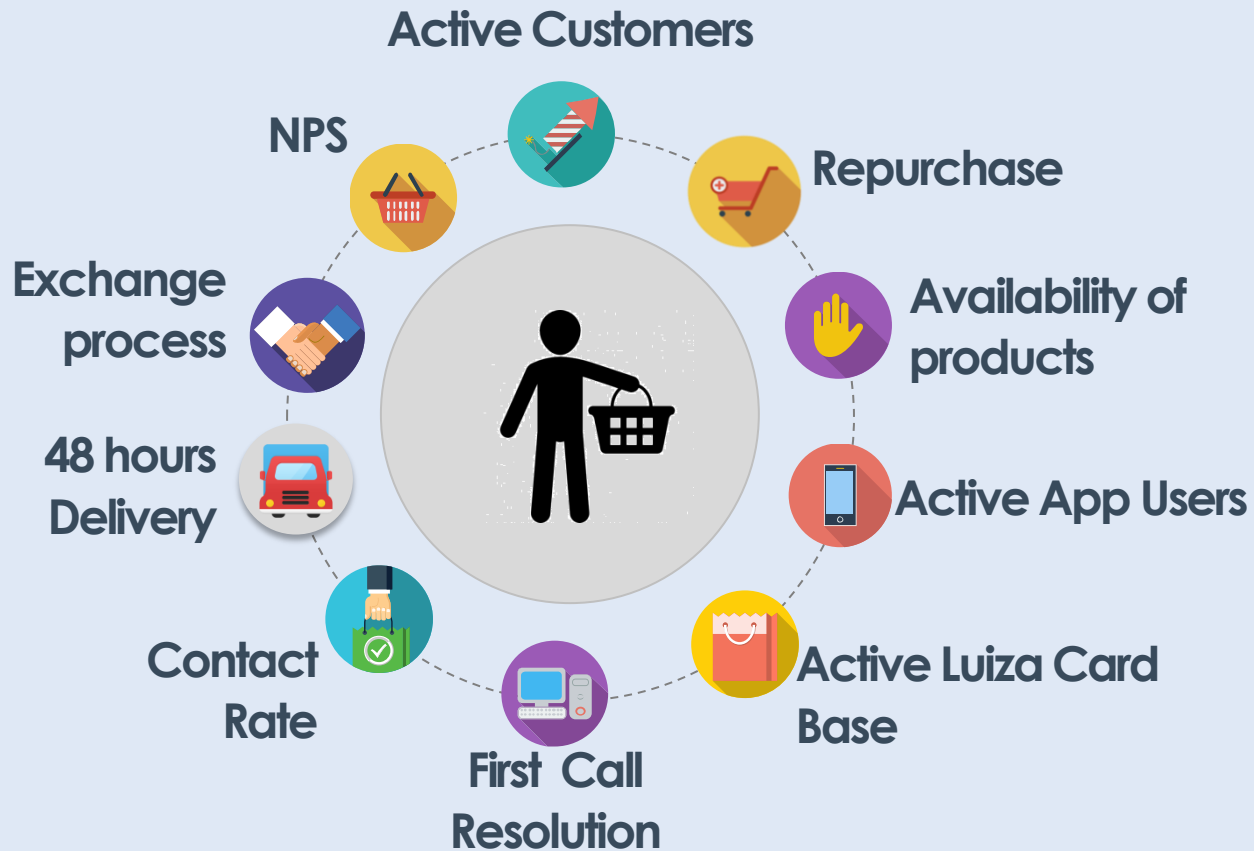 Active Customers
NPS
Repurchase
Exchange
process
Availability of
products
48 hours
Delivery
Active App Users
Contact
Rate
Active Luiza Card
Base
First Call
Resolution